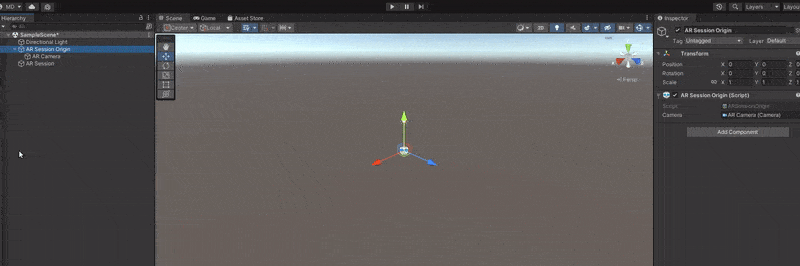 MD
Layers
Layou
Hierarchy
Scene
Game
Asset Store
Inspector
All
Center
Local
AR Session Origin
SampleScene*
Directional Light
AR Session Origin
AR Camera
AR Session
Tag Untagged Layer Default
Transform
Position X 0 Y 0 Z 0
Rotation X 0 Y 0 Z 0
Scale X 1 Y 1 Z 1
AR Session Origin (Script)
Script ARSessionOrigin
Camera AR Camera (Camera)
Add Component
Persp